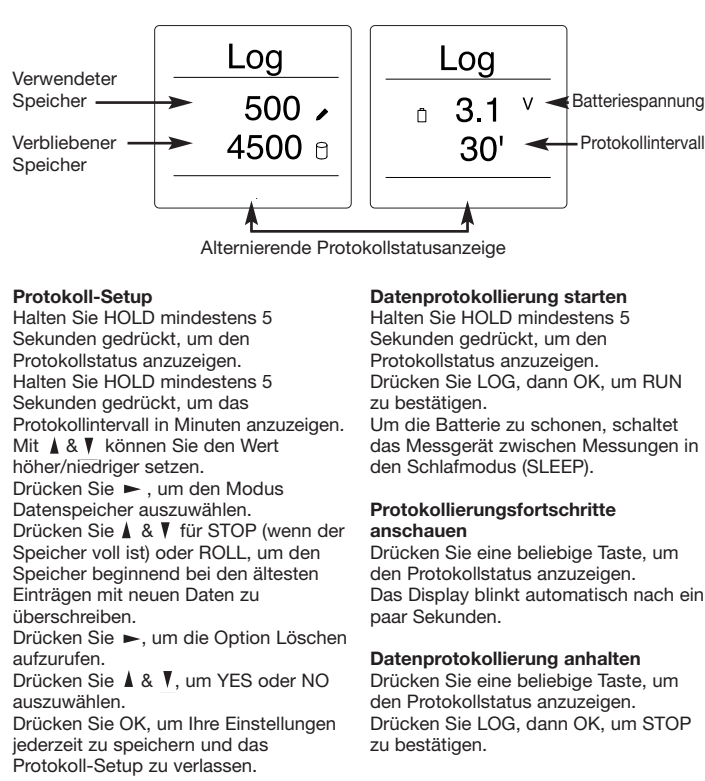 Log
500
4500
Log
3.1 V
30'
Verwendeter
Speicher
Verbliebener
Speicher
Batteriespannung
Protokollintervall
Alternierende Protokollstatusanzeige
Protokoll-Setup
Halten Sie HOLD mindestens 5
Sekunden gedrückt, um den
Protokollstatus anzuzeigen.
Halten Sie HOLD mindestens 5
Sekunden gedrückt, um das
Protokollintervall in Minuten anzuzeigen.
Mit ▲ & ▼ können Sie den Wert
höher/niedriger setzen.
Drücken Sie ►, um den Modus
Datenspeicher auszuwählen.
Drücken Sie ▲ & ▼ für STOP (wenn der
Speicher voll ist) oder ROLL, um den
Speicher beginnend bei den ältesten
Einträgen mit neuen Daten zu
überschreiben.
Drücken Sie ►, um die Option Löschen
aufzurufen.
Drücken Sie ▲ & ▼, um YES oder NO
auszuwählen.
Drücken Sie OK, um Ihre Einstellungen
jederzeit zu speichern und das
Protokoll-Setup zu verlassen.
Datenprotokollierung starten
Halten Sie HOLD mindestens 5
Sekunden gedrückt, um den
Protokollstatus anzuzeigen.
Drücken Sie LOG, dann OK, um RUN
zu bestätigen.
Um die Batterie zu schonen, schaltet
das Messgerät zwischen Messungen in
den Schlafmodus (SLEEP).
Protokollierungsfortschritte
anschauen
Drücken Sie eine beliebige Taste, um
den Protokollstatus anzuzeigen.
Das Display blinkt automatisch nach ein
paar Sekunden.
Datenprotokollierung anhalten
Drücken Sie eine beliebige Taste, um
den Protokollstatus anzuzeigen.
Drücken Sie LOG, dann OK, um STOP
zu bestätigen.